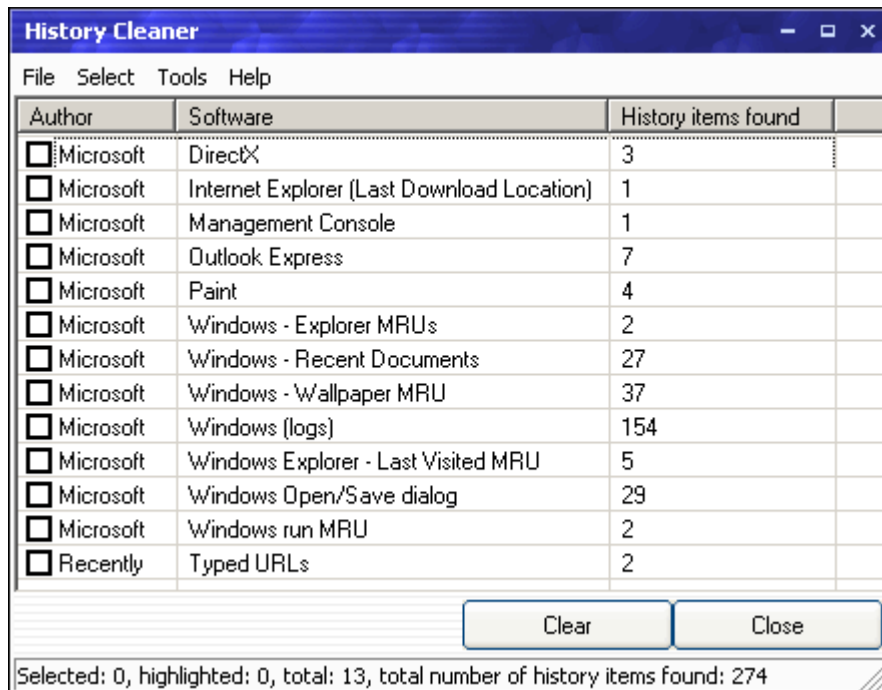 History Cleaner
File Select Tools Help
Author Software History items found
Microsoft DirectX 3
Microsoft Internet Explorer (Last Download Location) 1
Microsoft Management Console 1
Microsoft Outlook Express 7
Microsoft Paint 4
Microsoft Windows - Explorer MRUs 2
Microsoft Windows - Recent Documents 27
Microsoft Windows - Wallpaper MRU 37
Microsoft Windows (logs) 154
Microsoft Windows Explorer - Last Visited MRU 5
Microsoft Windows Open/Save dialog 29
Microsoft Windows run MRU 2
Recently Typed URLs 2
Clear Close
Selected: 0, highlighted: 0, total: 13, total number of history items found: 274